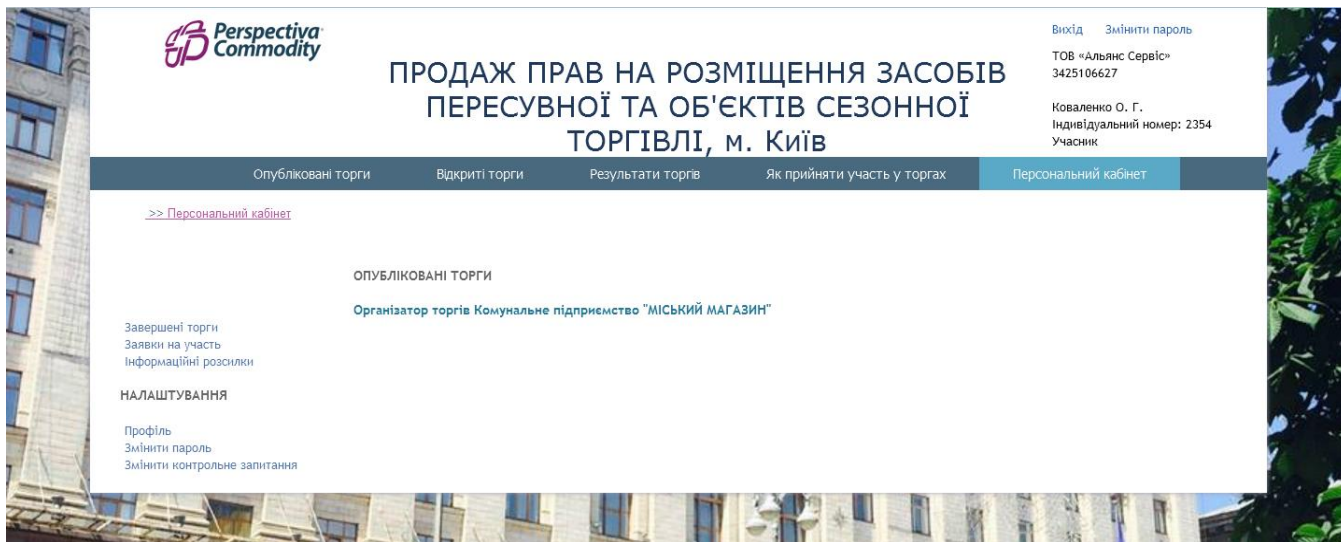 Perspectiva
Commodity
Вихід Змінити пароль
ТОВ «Альянс Сервіс»
3425106627
Коваленко О. Г.
Індивідуальний номер: 2354
Учасник
ПРОДАЖ ПРАВ НА РОЗМІЩЕННЯ ЗАСОБІВ
ПЕРЕСУВНОЇ ТА ОБ'ЄКТІВ СЕЗОННОЇ
ТОРГІВЛІ, м. Київ
Опубліковані торги Відкриті торги Результати торгів Як прийняти участь у торгах Персональний кабінет
>> Персональний кабінет
ОПУБЛІКОВАНІ ТОРГИ
Організатор торгів Комунальне підприємство "МІСЬКИЙ МАГАЗИН"
Завершені торги
Заявки на участь
Інформаційні розсилки
НАЛАШТУВАННЯ
Профіль
Змінити пароль
Змінити контрольне запитання